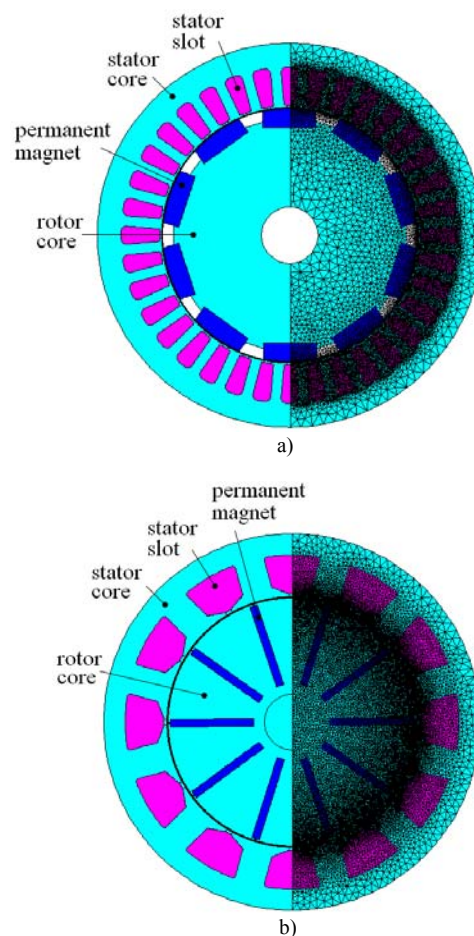 stator
slot
stator
core
permanent
magnet
rotor
core
a)
permanent
magnet
stator
slot
stator
core
rotor
core
b)